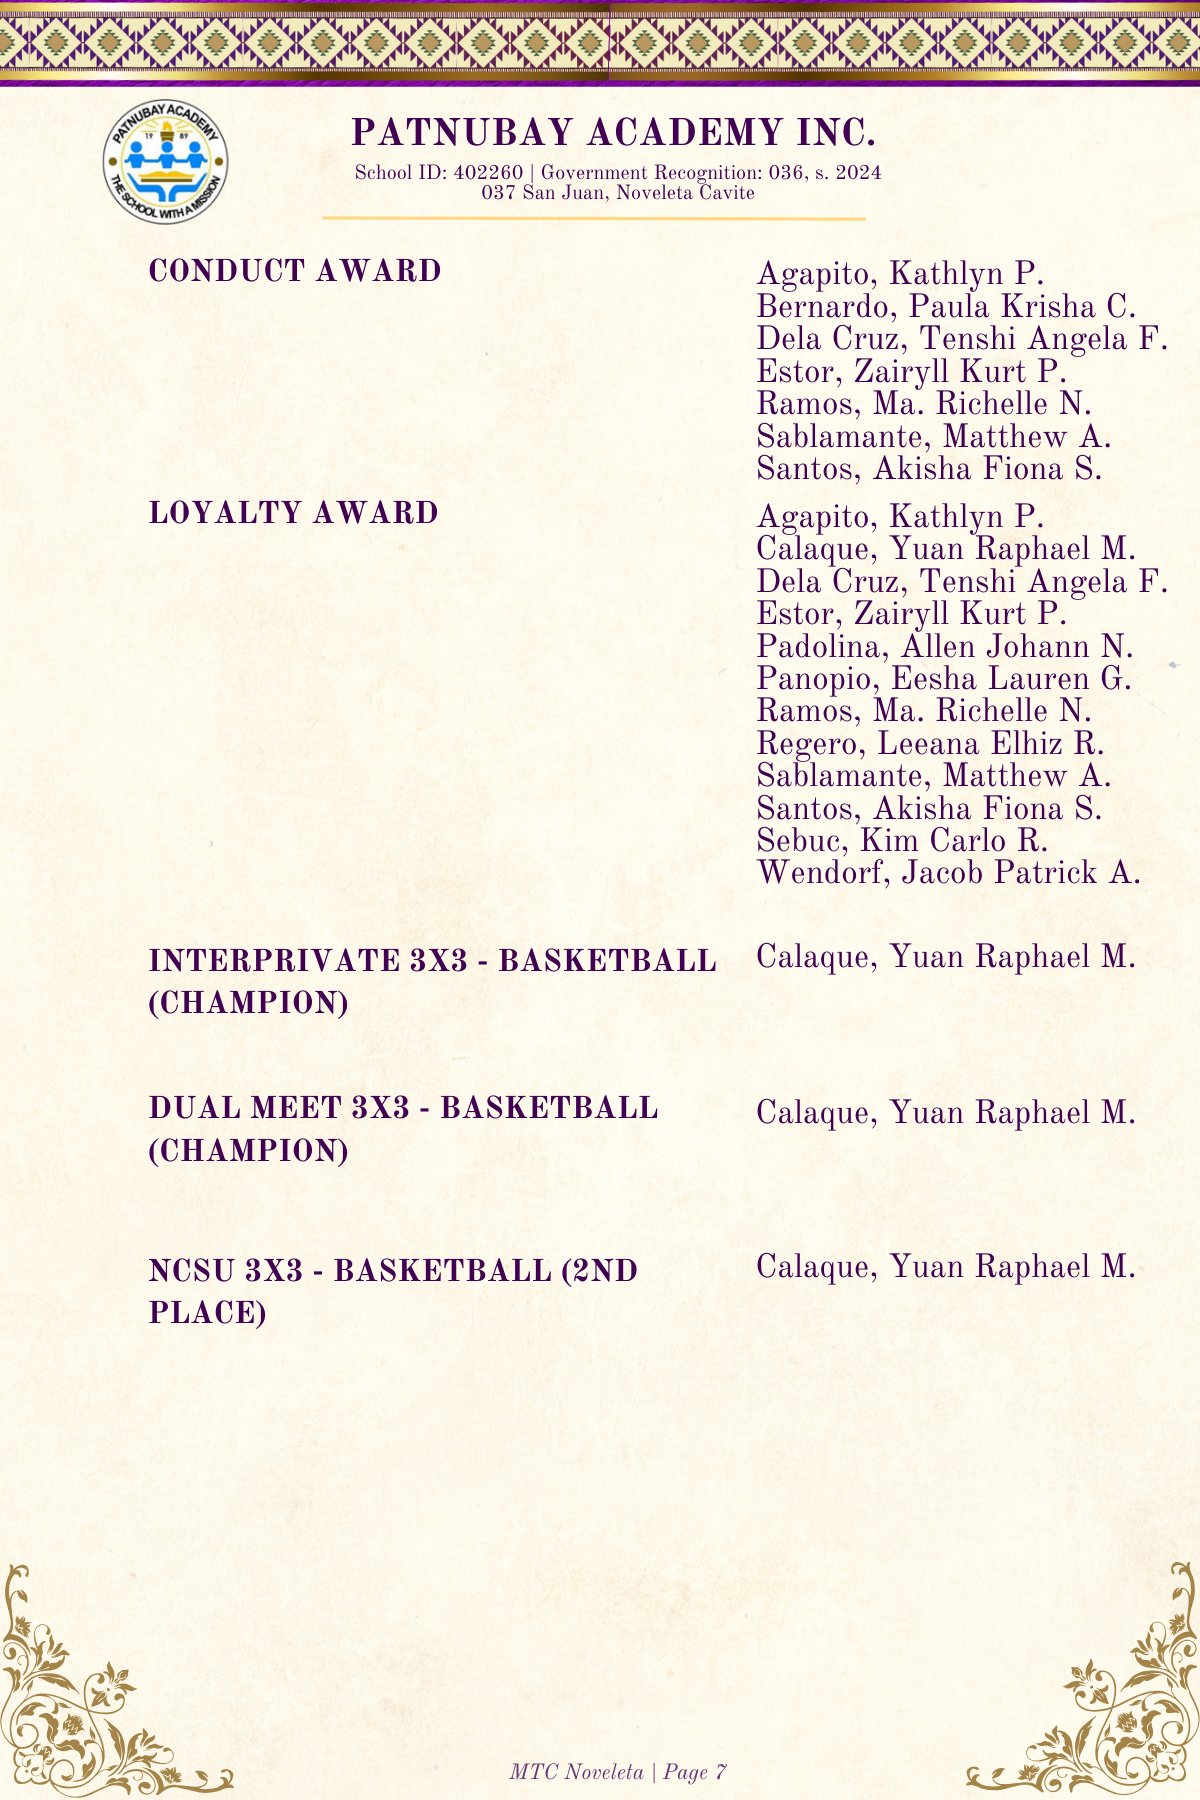 PATNUBAY ACADEMY
19 89
THE SCHOOL WITH A MISSION
PATNUBAY ACADEMY INC.
School ID: 402260 | Government Recognition: 036, s. 2024
037 San Juan, Noveleta Cavite
CONDUCT AWARD
Agapito, Kathlyn P.
Bernardo, Paula Krisha C.
Dela Cruz, Tenshi Angela F.
Estor, Zairyll Kurt P.
Ramos, Ma. Richelle N.
Sablamante, Matthew A.
Santos, Akisha Fiona S.
LOYALTY AWARD
Agapito, Kathlyn P.
Calaque, Yuan Raphael M.
Dela Cruz, Tenshi Angela F.
Estor, Zairyll Kurt P.
Padolina, Allen Johann N.
Panopio, Eesha Lauren G.
Ramos, Ma. Richelle N.
Regero, Leeana Elhiz R.
Sablamante, Matthew A.
Santos, Akisha Fiona S.
Sebuc, Kim Carlo R.
Wendorf, Jacob Patrick A.
INTERPRIVATE 3X3 - BASKETBALL
(CHAMPION)
Calaque, Yuan Raphael M.
DUAL MEET 3X3 - BASKETBALL
(CHAMPION)
Calaque, Yuan Raphael M.
NCSU 3X3 - BASKETBALL (2ND
PLACE)
Calaque, Yuan Raphael M.
MTC Noveleta | Page 7